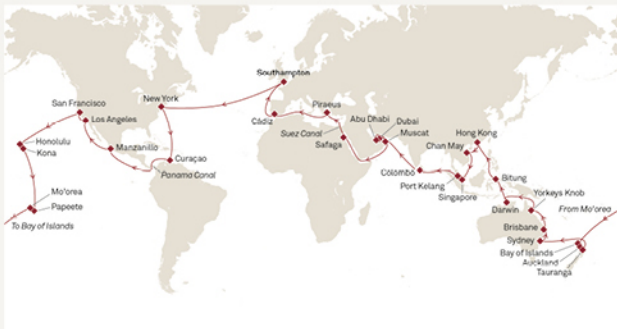 Southampton
San Francisco
New York
Los Angeles
Cádiz
Piraeus
Abu Dhabi
Dubai
Muscat
Hong Kong
Suez Canal
Safaga
Chan May
Honolulu
Kona
Manzanillo
Curaçao
Panama Canal
Colombo
Port Kelang
Singapore
Bitung
Mo'orea
Papeete
To Bay of Islands
Yorkeys Knob
Darwin
From Mo'orea
Brisbane
Sydney
Bay of Islands
Auckland
Tauranga